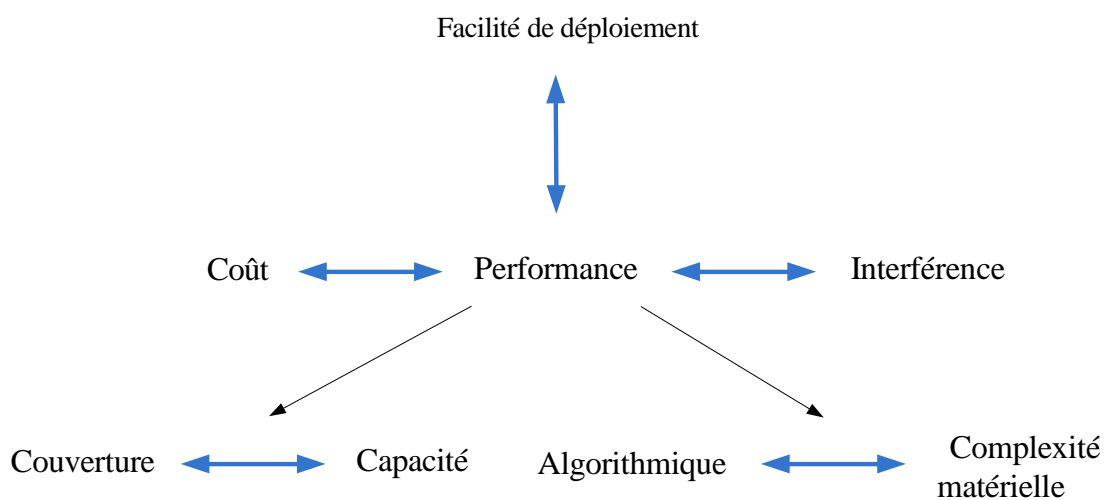 Facilité de déploiement
Coût
Performance
Interférence
Couverture
Capacité
Algorithmique
Complexité
matérielle